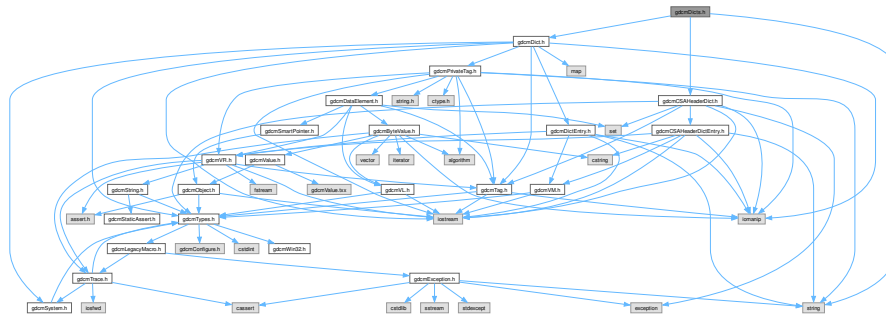 gdcmDicts.h
gdcmDict.h
gdcmPrivateTag.h
map
gdcmDataElement.h
string.h
ctype.h
gdcmCSAHeaderDict.h
gdcmSmartPointer.h
gdcmByteValue.h
gdcmDictEntry.h
set
gdcmCSAHeaderDictEntry.h
gdcmVR.h
gdcmValue.h
vector
iterator
algorithm
cstring
gdcmString.h
gdcmObject.h
fstream
gdcmValue.txx
gdcmVL.h
gdcmTag.h
gdcmVM.h
assert.h
gdcmStaticAssert.h
gdcmTypes.h
iostream
iomanip
gdcmLegacyMacro.h
gdcmConfigure.h
cstdint
gdcmWin32.h
gdcmTrace.h
gdcmException.h
gdcmSystem.h
iosfwd
cassert
cstdlib
sstream
stdexcept
exception
string